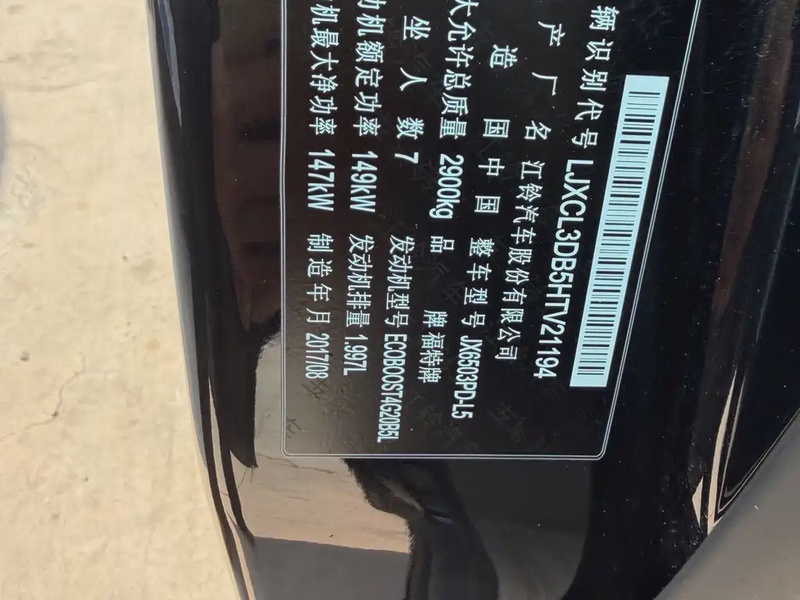 辆识别代号 LJXCL3DB5HTV21194
产厂名 江铃汽车股份有限公司
造国 中国 整车型号 JX6503PD-L5
大允许总质量 2900kg 品牌 福特牌
坐人数 7 发动机型号 ECOBOOST4G20B5L
动机额定功率 149kW 发动机排量 1.997L
动机最大净功率 147kW 制造年月 2017/08